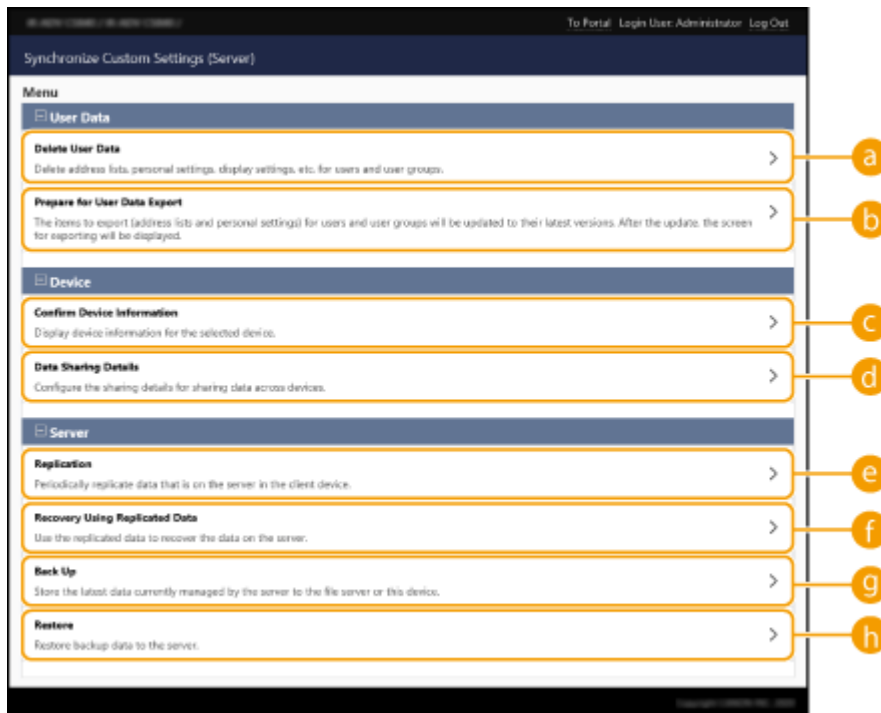 To Portal Login User: Administrator Log Out
Synchronize Custom Settings (Server)
Menu
User Data
Delete User Data
Delete address lists, personal settings, display settings, etc. for users and user groups.
a
Prepare for User Data Export
The items to export (address lists and personal settings) for users and user groups will be updated to their latest versions. After the update, the screen
for exporting will be displayed.
b
Device
Confirm Device Information
Display device information for the selected device.
c
Data Sharing Details
Configure the sharing details for sharing data across devices.
d
Server
Replication
Periodically replicate data that is on the server in the client device.
e
Recovery Using Replicated Data
Use the replicated data to recover the data on the server.
f
Back Up
Store the latest data currently managed by the server to the file server or this device.
g
Restore
Restore backup data to the server.
h